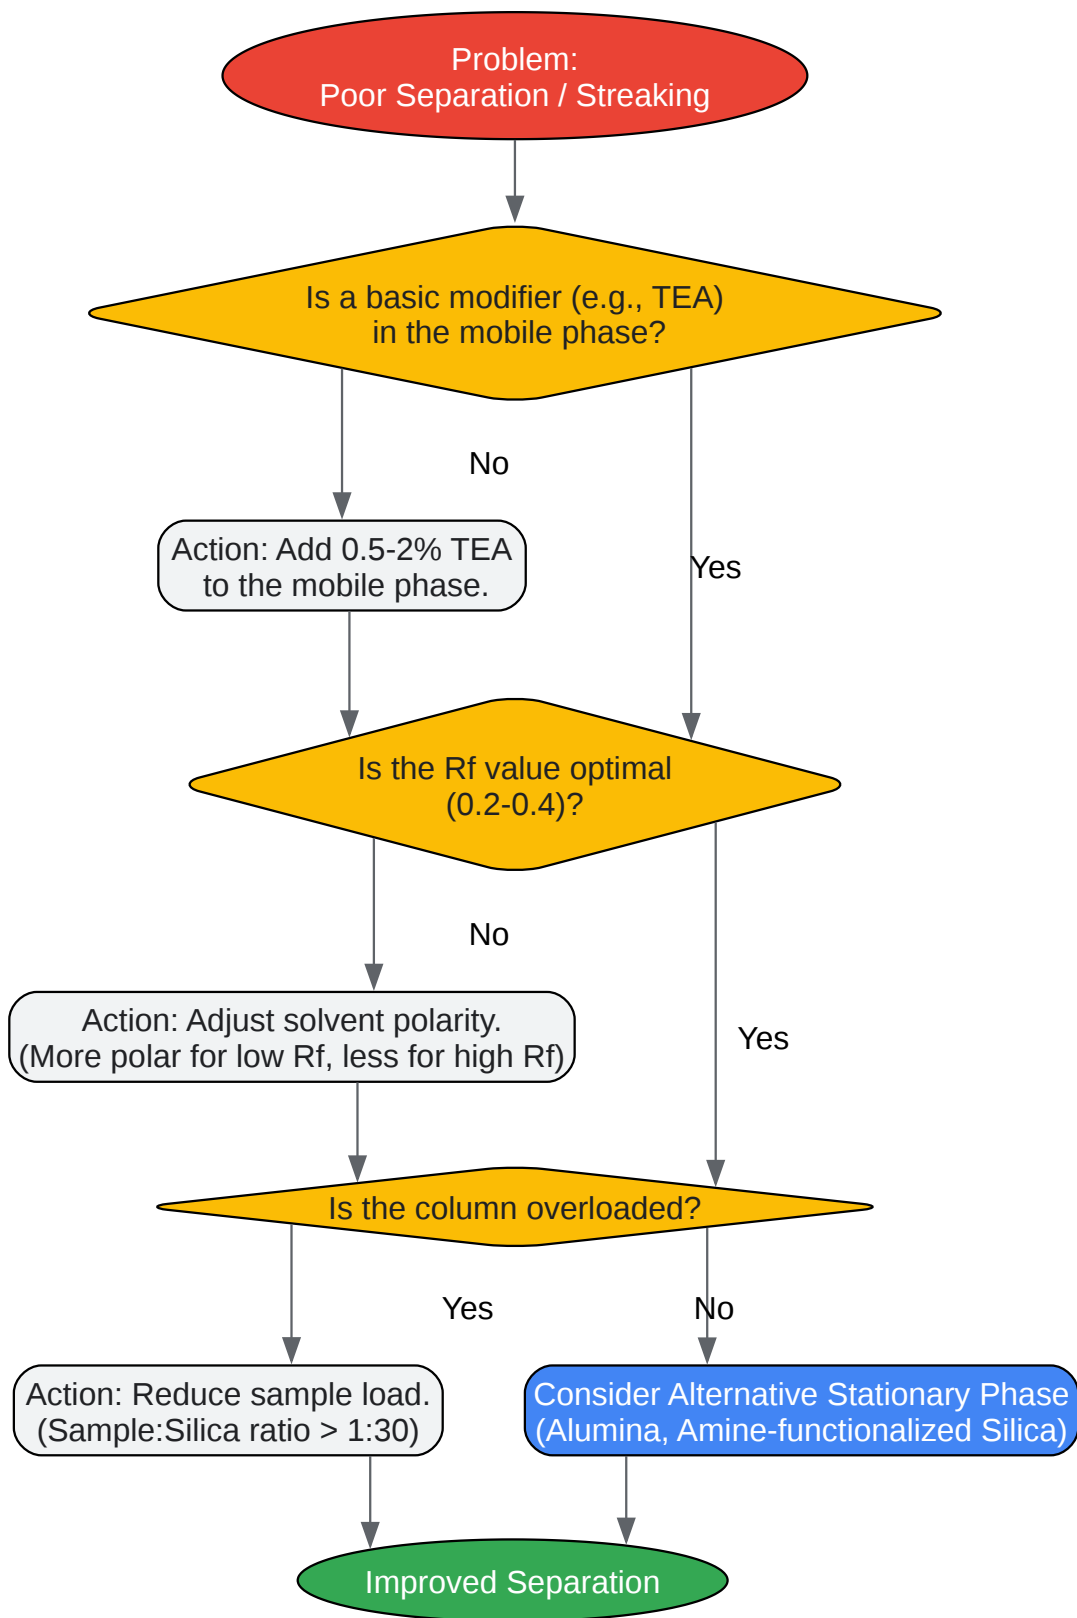 Problem:
Poor Separation / Streaking
Is a basic modifier (e.g., TEA)
in the mobile phase?
No
Action: Add 0.5-2% TEA
to the mobile phase.
Yes
Is the Rf value optimal
(0.2-0.4)?
No
Action: Adjust solvent polarity.
(More polar for low Rf, less for high Rf)
Yes
Is the column overloaded?
Yes
No
Action: Reduce sample load.
(Sample:Silica ratio > 1:30)
Consider Alternative Stationary Phase
(Alumina, Amine-functionalized Silica)
Improved Separation